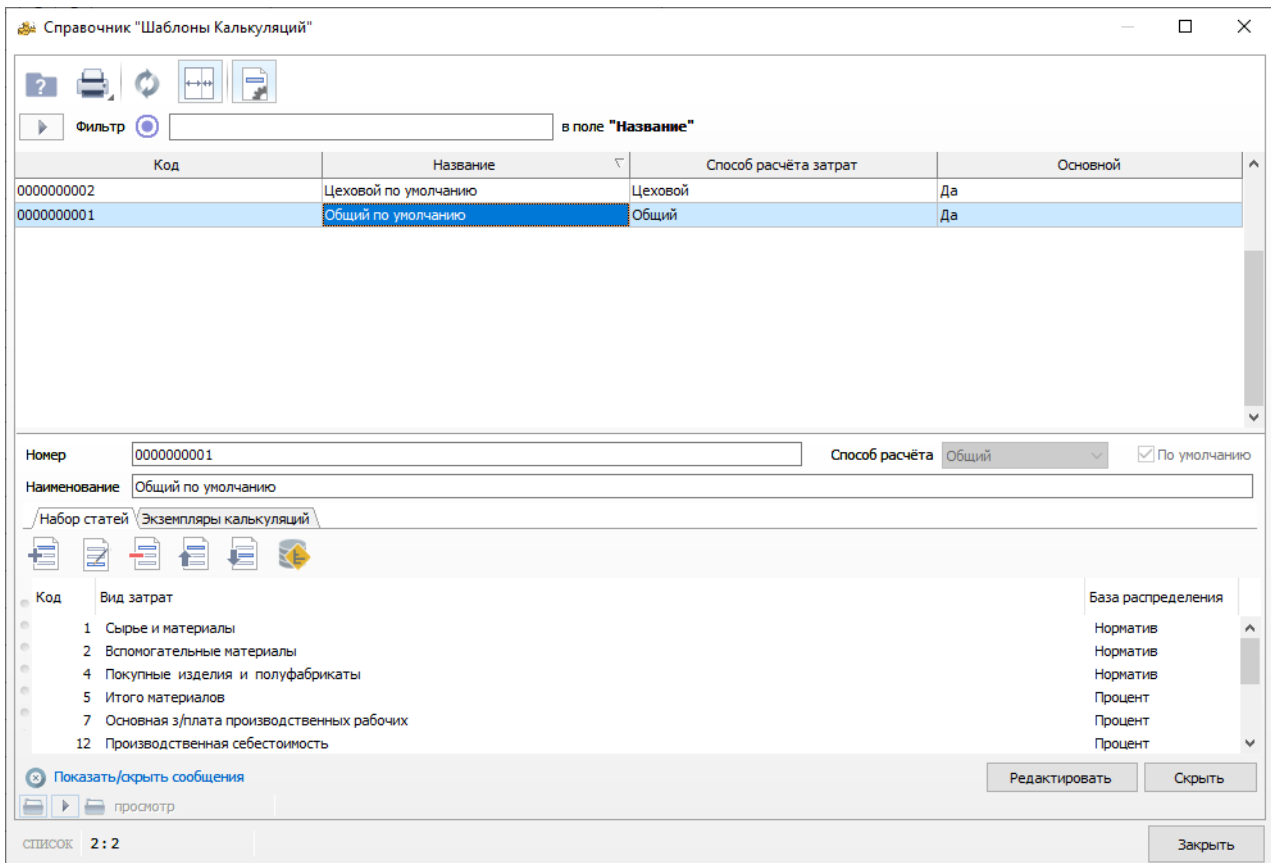 Справочник "Шаблоны Калькуляций"
Фильтр в поле "Название"
Код Название Способ расчёта затрат Основной
0000000002 Цеховой по умолчанию Цеховой Да
0000000001 Общий по умолчанию Общий Да
Номер 0000000001 Способ расчёта Общий По умолчанию
Наименование Общий по умолчанию
Набор статей Экземпляры калькуляций
Код Вид затрат База распределения
1 Сырье и материалы Норматив
2 Вспомогательные материалы Норматив
4 Покупные изделия и полуфабрикаты Норматив
5 Итого материалов Процент
7 Основная з/плата производственных рабочих Процент
12 Производственная себестоимость Процент
Показать/скрыть сообщения Редактировать Скрыть
просмотр
СПИСОК 2:2 Закрыть